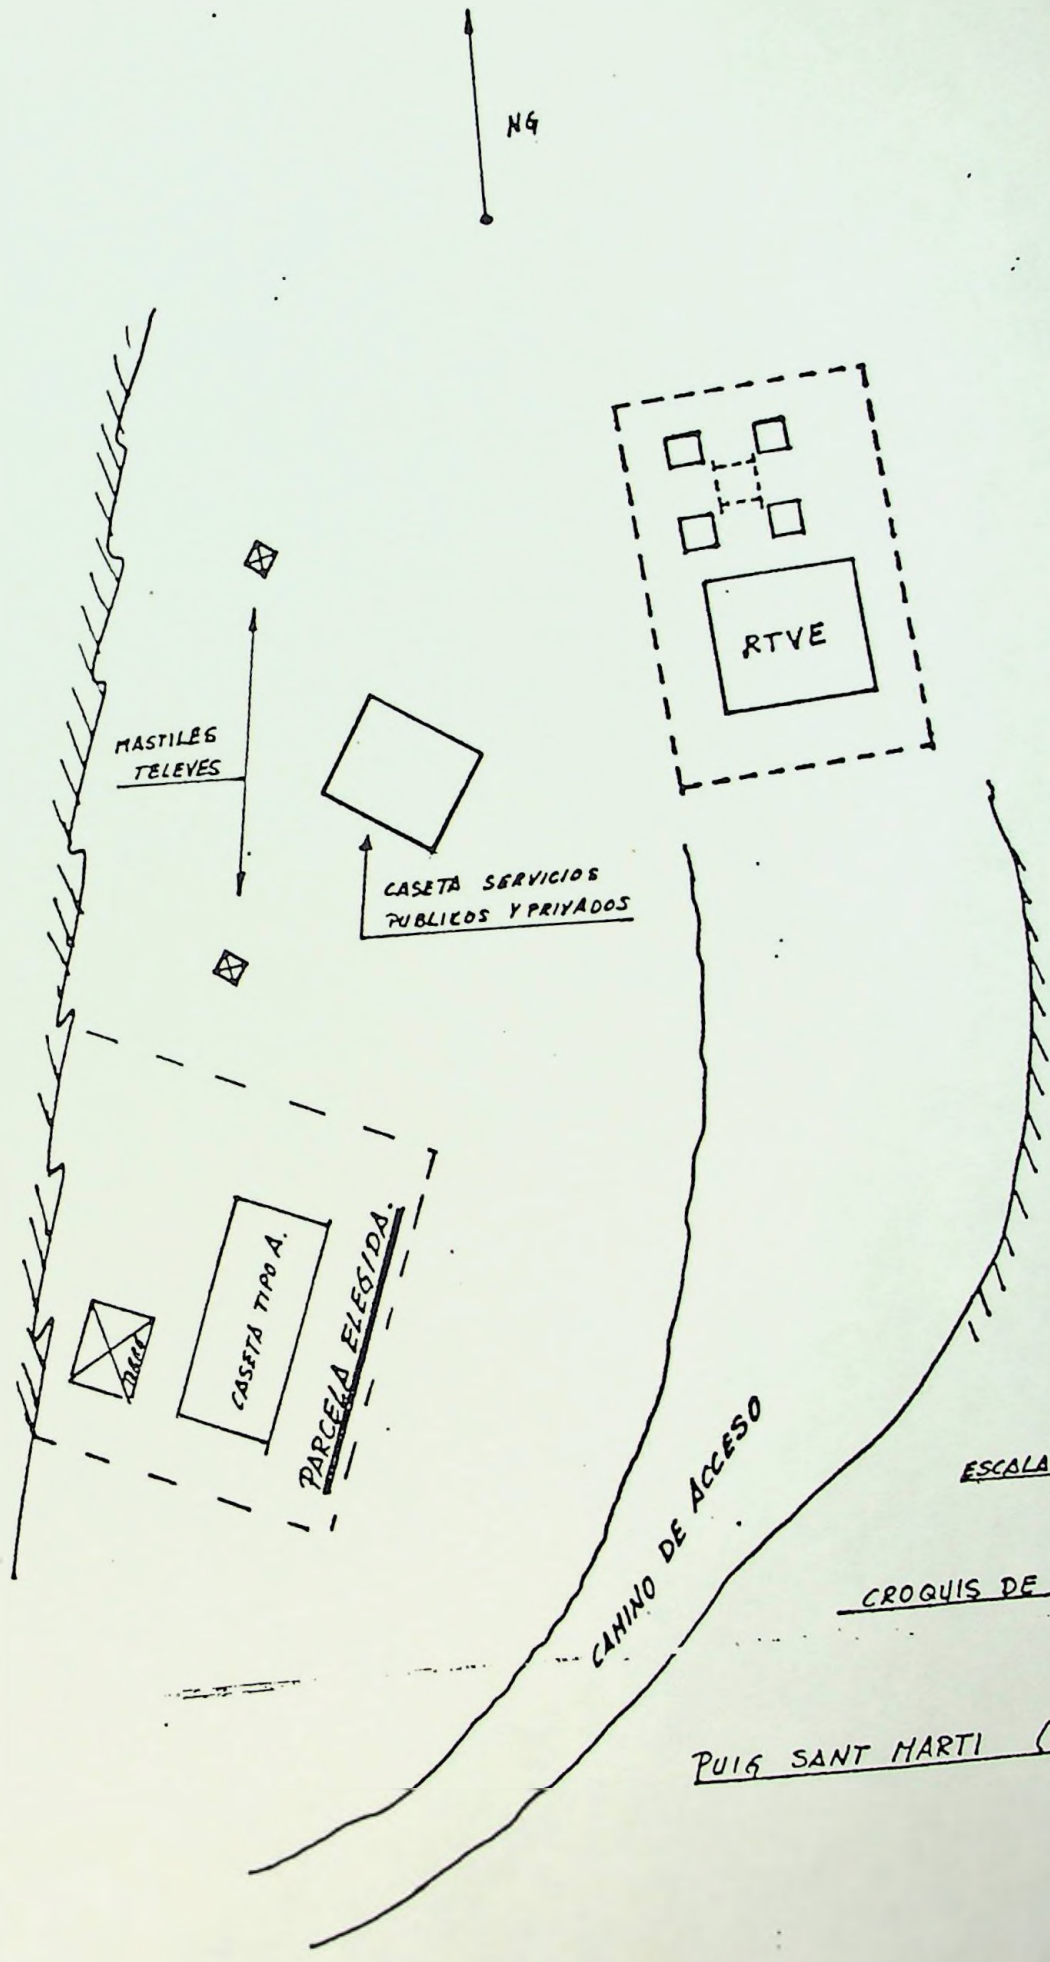 NG
RTVE
MASTILES
TELEVES
CASETA SERVICIOS
PUBLICOS Y PRIVADOS
CASETA TIPO A.
PARCELA ELEGIDA.
CAMINO DE ACCESO
ESCALA
CROQUIS DE
PUIG SANT MARTI (